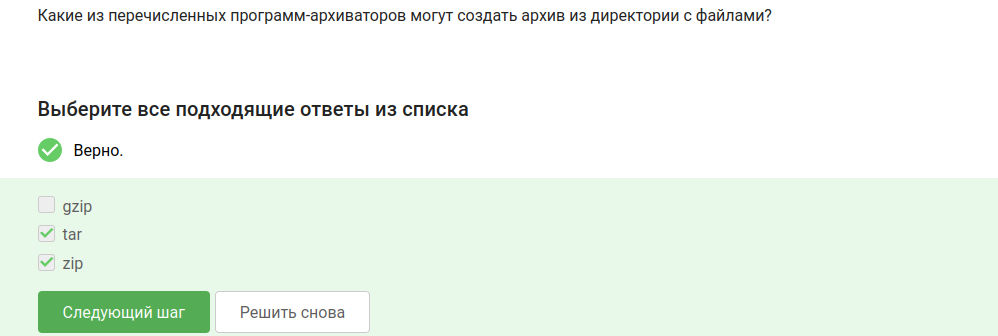 Какие из перечисленных программ-архиваторов могут создать архив из директории с файлами?
Выберите все подходящие ответы из списка
Верно.
gzip
tar
zip
Следующий шаг
Решить снова